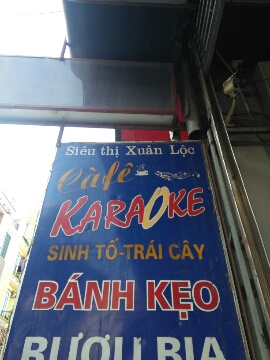 Siêu thị Xuân Lộc
Càfê
KARAOKE
SINH TỐ-TRÁI CÂY
BÁNH KẸO
RƯỢU BIA